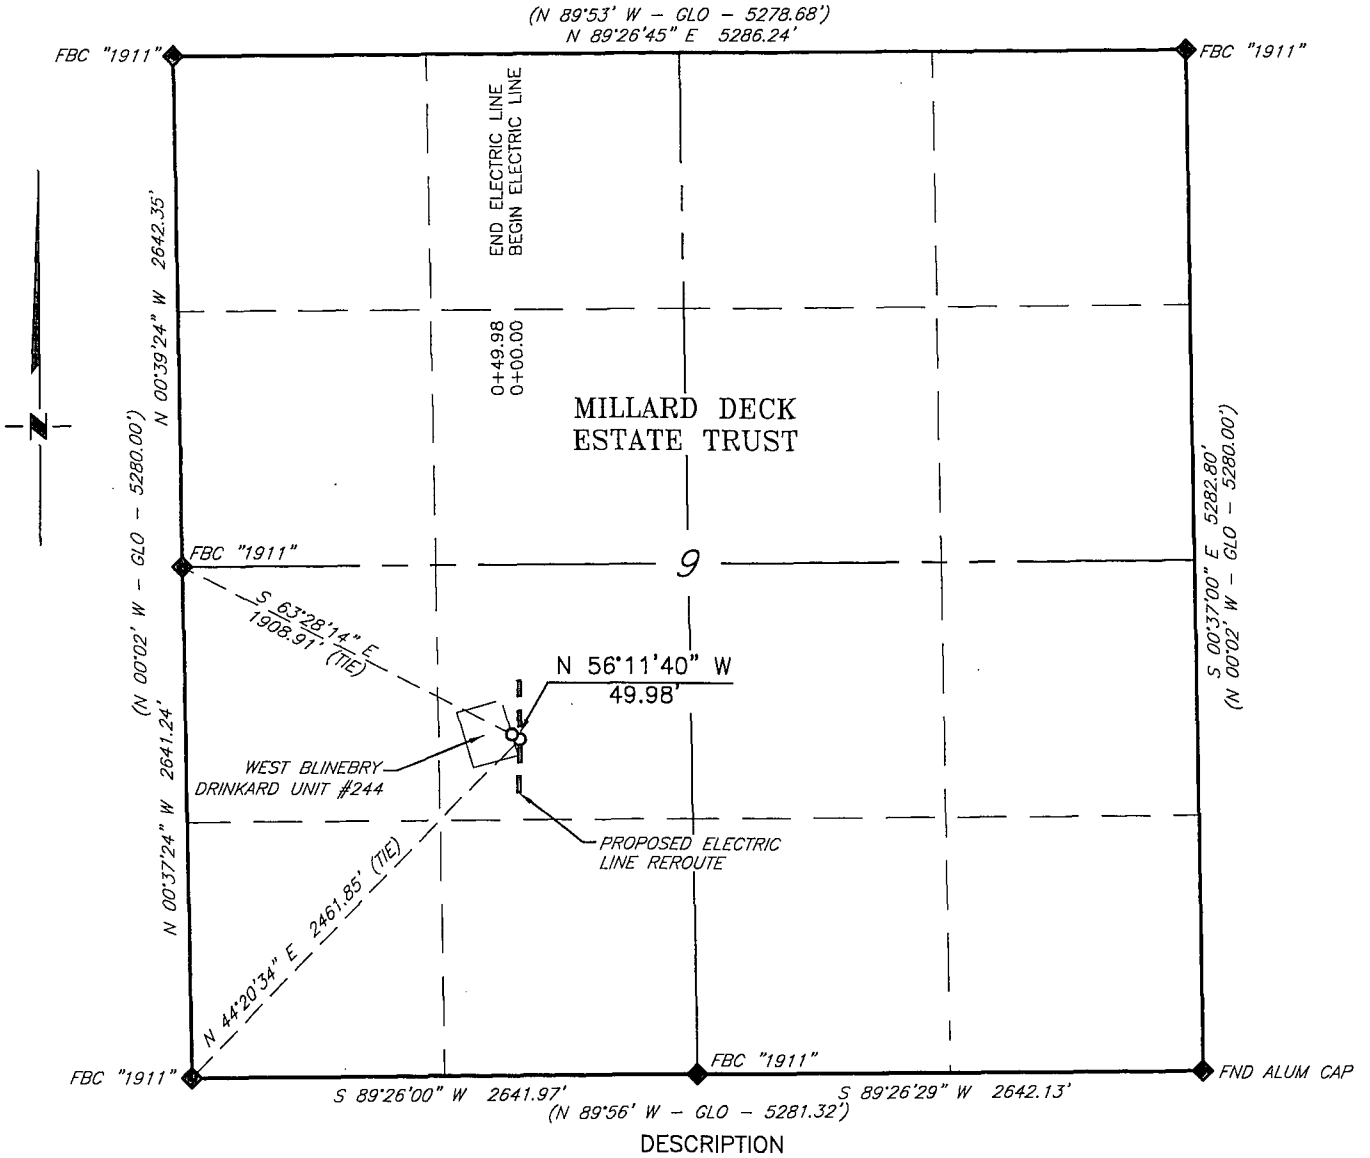 (N 89°53' W - GLO - 5278.68')
N 89°26'45" E 5286.24'
FBC "1911"
FBC "1911"
END ELECTRIC LINE
BEGIN ELECTRIC LINE
0+49.98
0+00.00
N 00°39'24" W 2642.35'
(N 00°02' W - GLO - 5280.00')
N
MILLARD DECK
ESTATE TRUST
S 00°37'00" E 5282.80'
(N 00°02' W - GLO - 5280.00')
FBC "1911"
9
S 63°28'14" E
1908.91' (TIE)
N 56°11'40" W
49.98'
WEST BLINEBRY
DRINKARD UNIT #244
N 00°37'24" W 2641.24'
PROPOSED ELECTRIC
LINE REROUTE
N 44°20'34" E 2461.85' (TIE)
FBC "1911"
FBC "1911"
FND ALUM CAP
S 89°26'00" W 2641.97'
S 89°26'29" W 2642.13'
(N 89°56' W - GLO - 5281.32')
DESCRIPTION